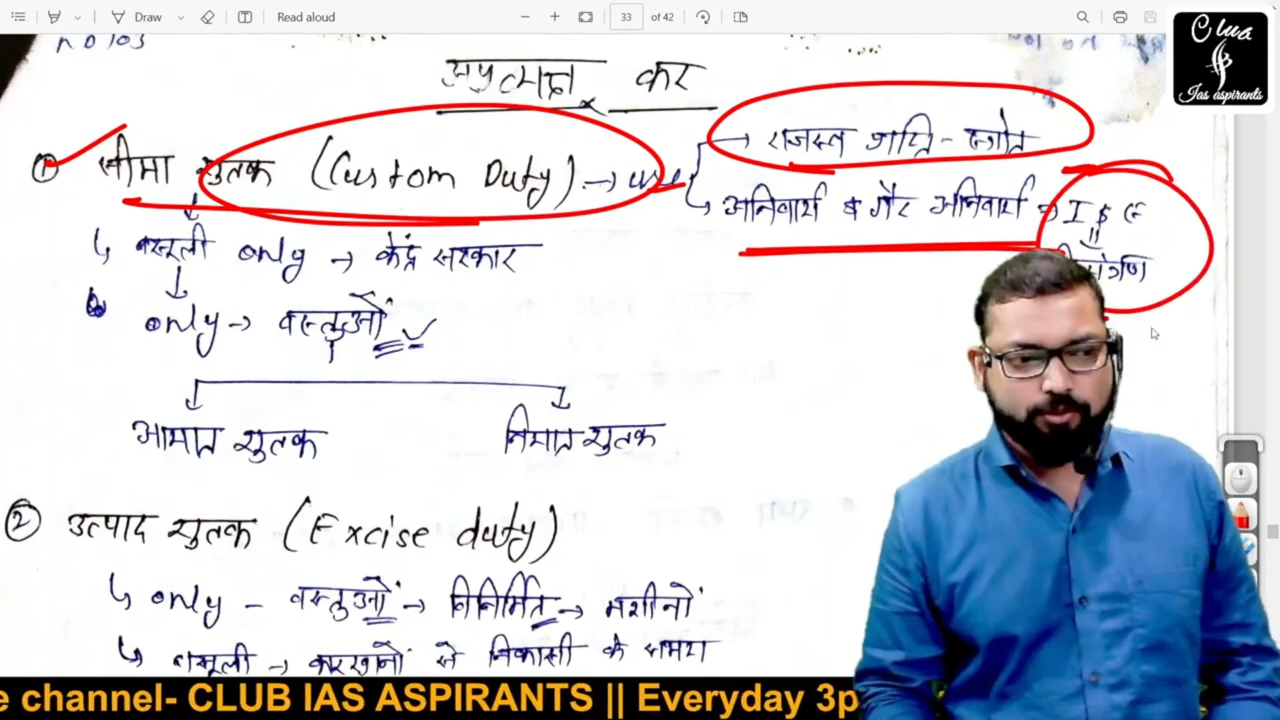 Draw
Read aloud
33 of 42
Club
Ias aspirants
अप्रत्यक्ष कर
① सीमा शुल्क (Custom Duty) → use
→ राजस्व प्राप्ति - स्त्रोत
↳ अनिवार्य व गैर अनिवार्य → I & E
↳ वसूली only → केंद्र सरकार
only → वस्तुओं
आयात शुल्क निर्यात शुल्क
② उत्पाद शुल्क (Excise duty)
↳ only - वस्तुओं → विनिर्मित → मशीनों
↳ वसूली → कारखानों से निकासी के समय
e channel- CLUB IAS ASPIRANTS || Everyday 3p